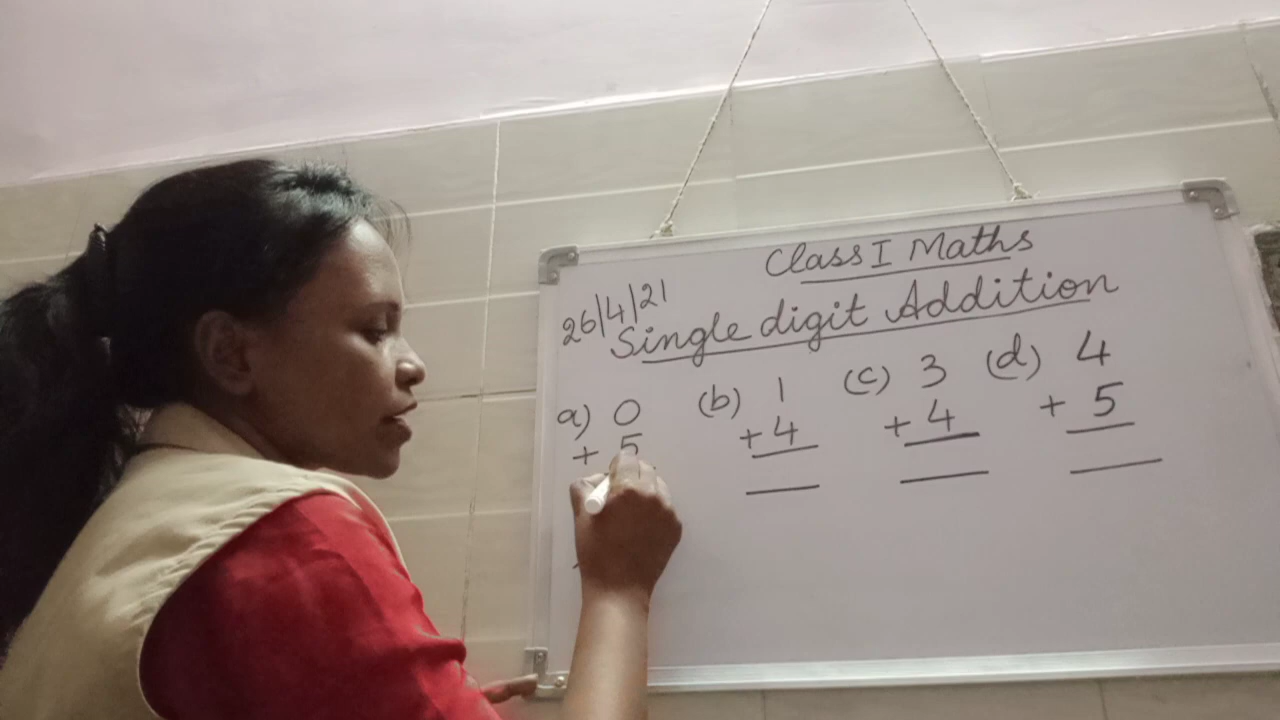 Class I Maths
26/4/21
Single digit Addition
a) 0 (b) 1 (c) 3 (d) 4
+ 5 + 4 + 4 + 5